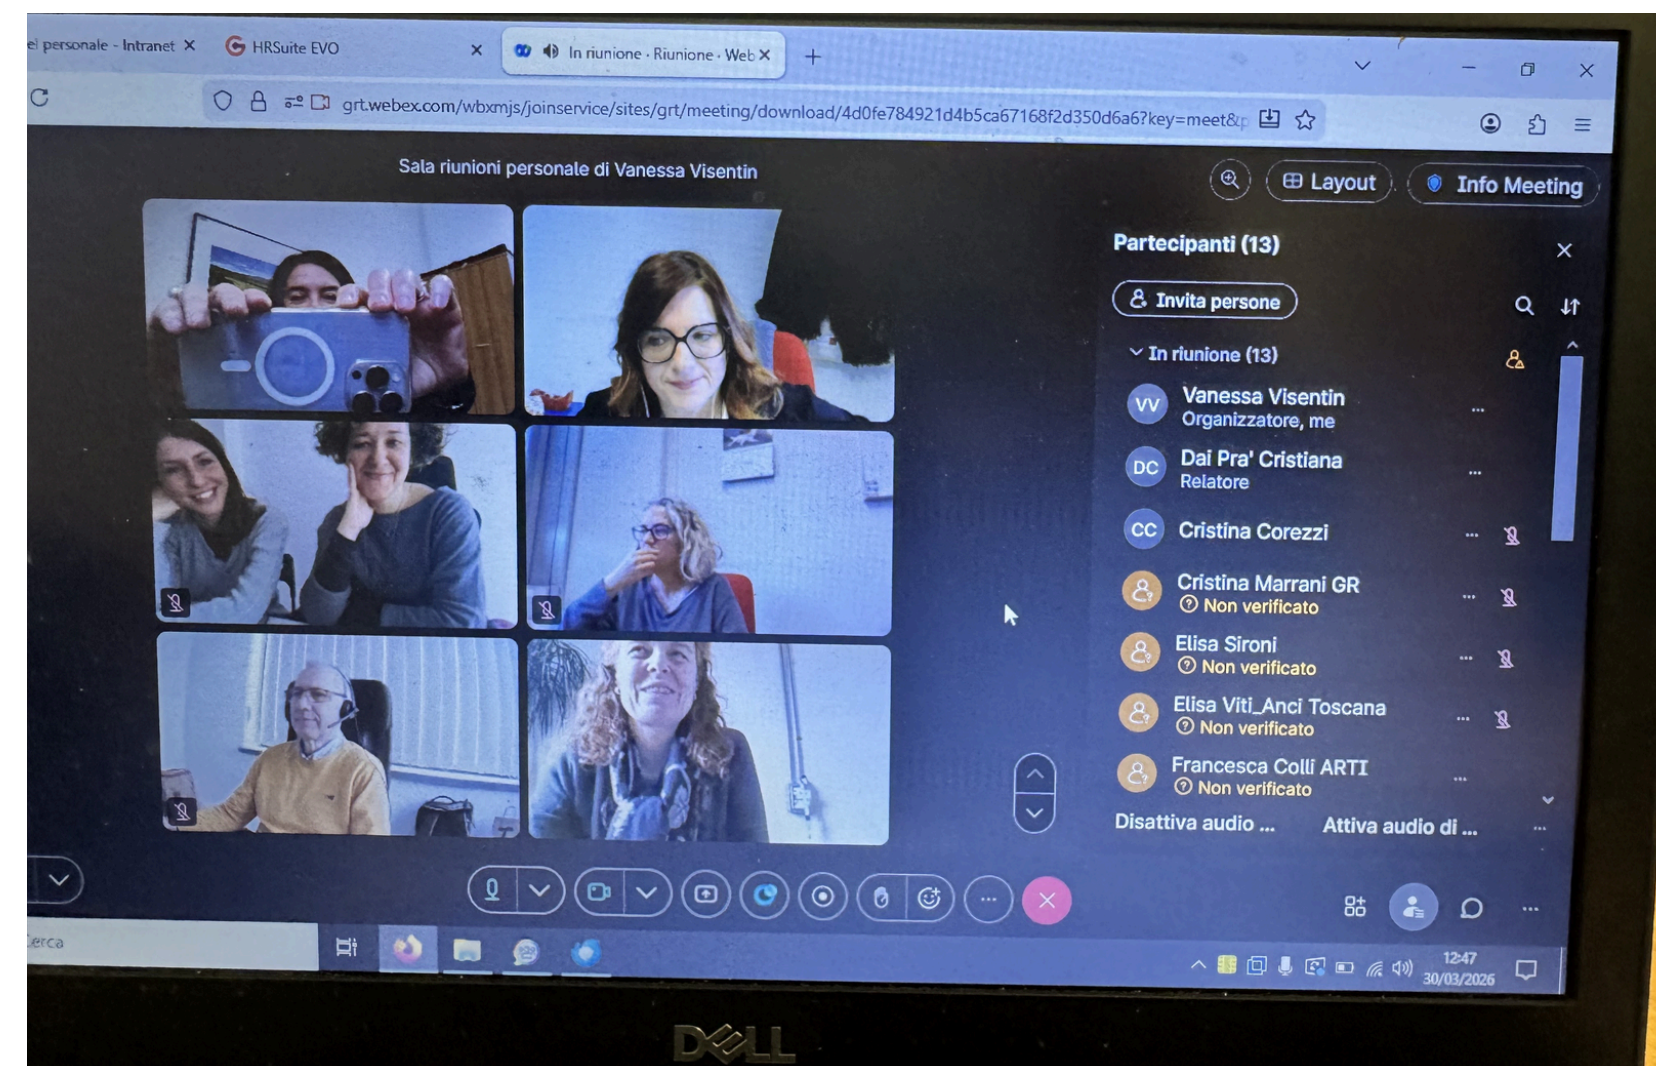 el personale - Intranet
HRSuite EVO
In riunione · Riunione · Web
grt.webex.com/wbxmjs/joinservice/sites/grt/meeting/download/4d0fe784921d4b5ca67168f2d350d6a6?key=meet&
Sala riunioni personale di Vanessa Visentin
Layout
Info Meeting
Partecipanti (13)
Invita persone
In riunione (13)
VV
Vanessa Visentin
Organizzatore, me
DC
Dai Pra' Cristiana
Relatore
CC
Cristina Corezzi
Cristina Marrani GR
Non verificato
Elisa Sironi
Non verificato
Elisa Viti_Anci Toscana
Non verificato
Francesca Colli ARTI
Non verificato
Disattiva audio ...
Attiva audio di ...
Cerca
12:47
30/03/2026
DELL